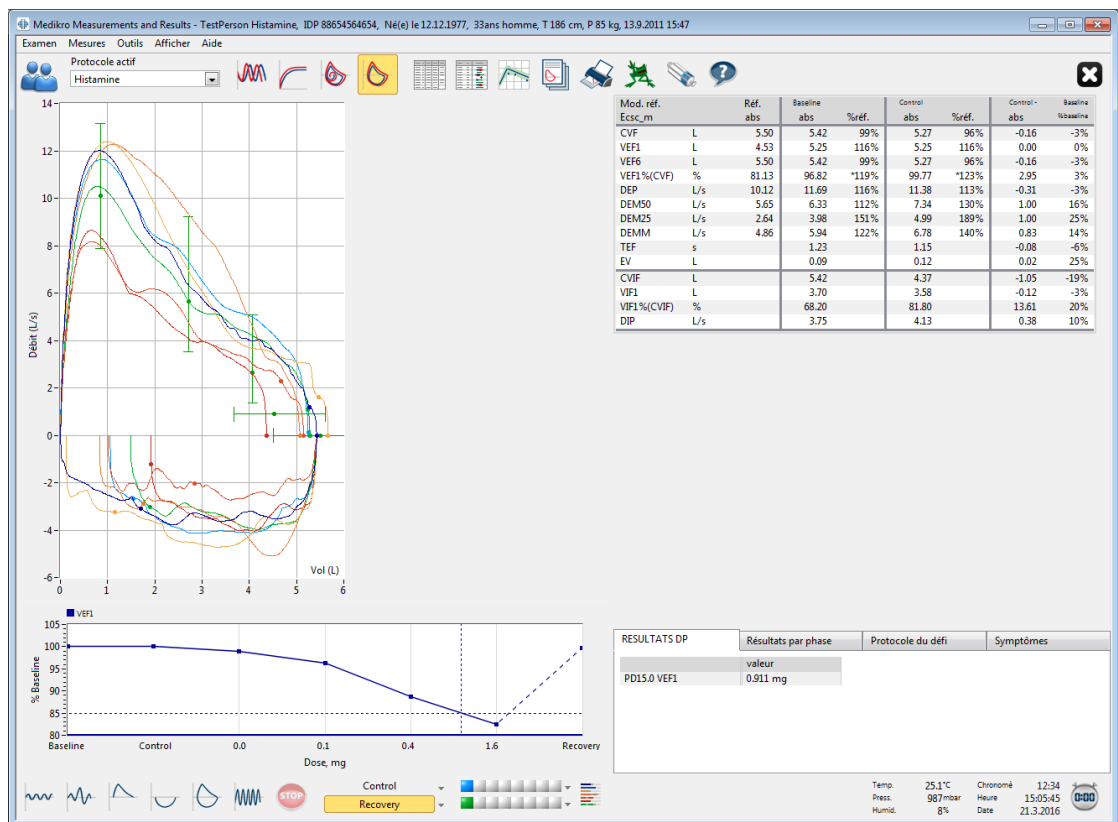 Medikro Measurements and Results - TestPerson Histamine, IDP 88654564654, Né(e) le 12.12.1977, 33ans homme, T 186 cm, P 85 kg, 13.9.2011 15:47
Examen Mesures Outils Afficher Aide
Protocole actif
Histamine
Débit (L/s)
14
12
10
8
6
4
2
0
-2
-4
-6
Vol (L)
0 1 2 3 4 5 6
Mod. réf. Réf. Baseline Control Control - Baseline
Ecsc_m abs abs %réf. abs %réf. abs %baseline
CVF L 5.50 5.42 99% 5.27 96% -0.16 -3%
VEF1 L 4.53 5.25 116% 5.25 116% 0.00 0%
VEF6 L 5.50 5.42 99% 5.27 96% -0.16 -3%
VEF1%(CVF) % 81.13 96.82 *119% 99.77 *123% 2.95 3%
DEP L/s 10.12 11.69 116% 11.38 113% -0.31 -3%
DEM50 L/s 5.65 6.33 112% 7.34 130% 1.00 16%
DEM25 L/s 2.64 3.98 151% 4.99 189% 1.00 25%
DEMM L/s 4.86 5.94 122% 6.78 140% 0.83 14%
TEF s 1.23 1.15 -0.08 -6%
EV L 0.09 0.12 0.02 25%
CVIF L 5.42 4.37 -1.05 -19%
VIF1 L 3.70 3.58 -0.12 -3%
VIF1%(CVIF) % 68.20 81.80 13.61 20%
DIP L/s 3.75 4.13 0.38 10%
VEF1
% Baseline
105
100
95
90
85
80
Baseline Control 0.0 0.1 0.4 1.6 Recovery
Dose, mg
RESULTATS DP Résultats par phase Protocole du défi Symptômes
valeur
PD15.0 VEF1 0.911 mg
STOP
Control
Recovery
Temp. 25.1°C Chronomè 12:34
Press. 987 mbar Heure 15:05:45
Humid. 8% Date 21.3.2016
0:00